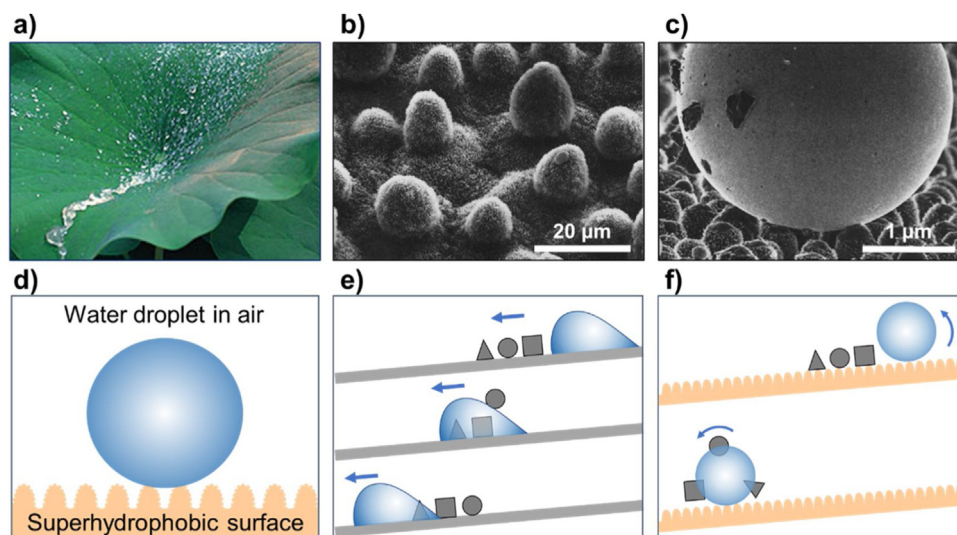 a)
b)
c)
20 µm
1 µm
d)
e)
f)
Water droplet in air
Superhydrophobic surface